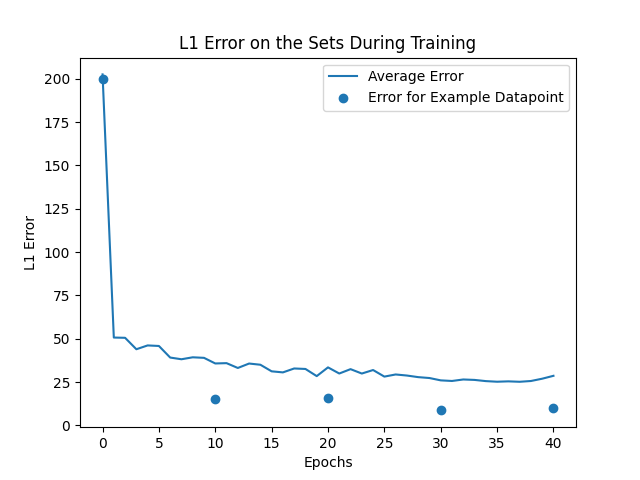 L1 Error on the Sets During Training
Average Error
Error for Example Datapoint
L1 Error
200
175
150
125
100
75
50
25
0
0 5 10 15 20 25 30 35 40
Epochs